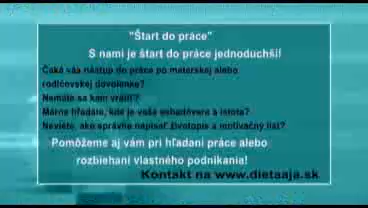 "Štart do práce"
S nami je štart do práce jednoduchší!
Čaká vás nástup do práce po materskej alebo
rodičovskej dovolenke?
Nemáte sa kam vrátiť?
Márne hľadáte, kde je vaša sebadôvera a istota?
Neviete, ako správne napísať životopis a motivačný list?
Pomôžeme aj vám pri hľadaní práce alebo
rozbiehaní vlastného podnikania!
Kontakt na www.dietaaja.sk